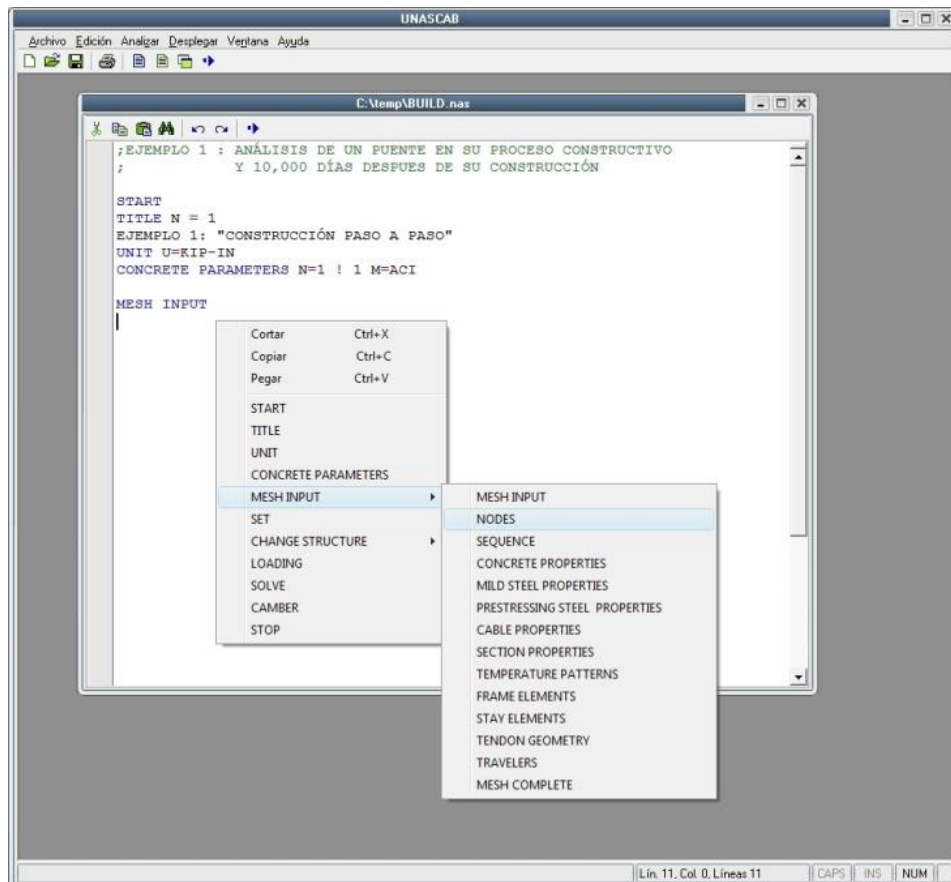 UNASCAB
Archivo Edición Analizar Desplegar Ventana Ayuda
C:\temp\BUILD.nas
;EJEMPLO 1 : ANÁLISIS DE UN PUENTE EN SU PROCESO CONSTRUCTIVO
; Y 10,000 DÍAS DESPUES DE SU CONSTRUCCIÓN
START
TITLE N = 1
EJEMPLO 1: "CONSTRUCCIÓN PASO A PASO"
UNIT U=KIP-IN
CONCRETE PARAMETERS N=1 ! 1 M=ACI
MESH INPUT
Cortar Ctrl+X
Copiar Ctrl+C
Pegar Ctrl+V
START
TITLE
UNIT
CONCRETE PARAMETERS
MESH INPUT
SET
CHANGE STRUCTURE
LOADING
SOLVE
CAMBER
STOP
MESH INPUT
NODES
SEQUENCE
CONCRETE PROPERTIES
MILD STEEL PROPERTIES
PRESTRESSING STEEL PROPERTIES
CABLE PROPERTIES
SECTION PROPERTIES
TEMPERATURE PATTERNS
FRAME ELEMENTS
STAY ELEMENTS
TENDON GEOMETRY
TRAVELERS
MESH COMPLETE
Lín. 11, Col. 0, Líneas 11 CAPS INS NUM